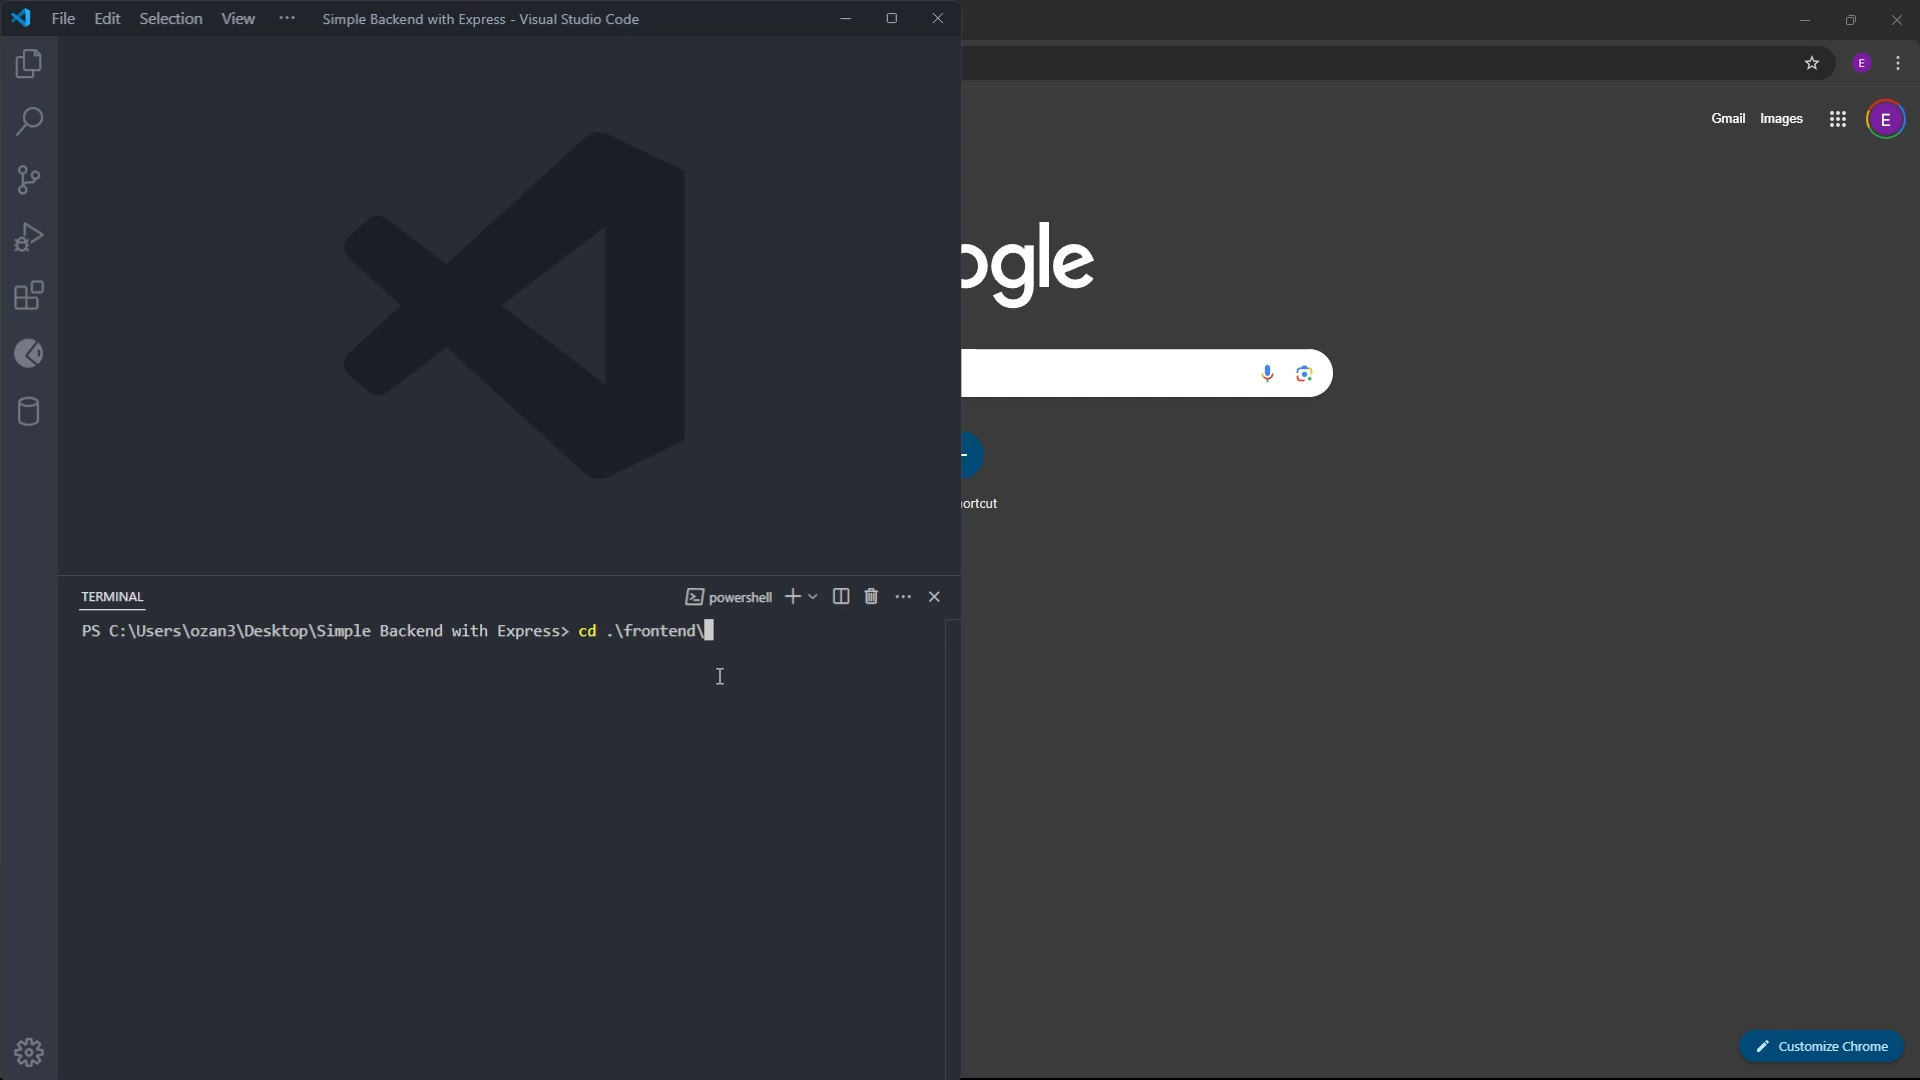 File Edit Selection View ··· Simple Backend with Express - Visual Studio Code
E
Gmail Images E
ogle
ortcut
TERMINAL powershell
PS C:\Users\ozan3\Desktop\Simple Backend with Express> cd .\frontend\
Customize Chrome